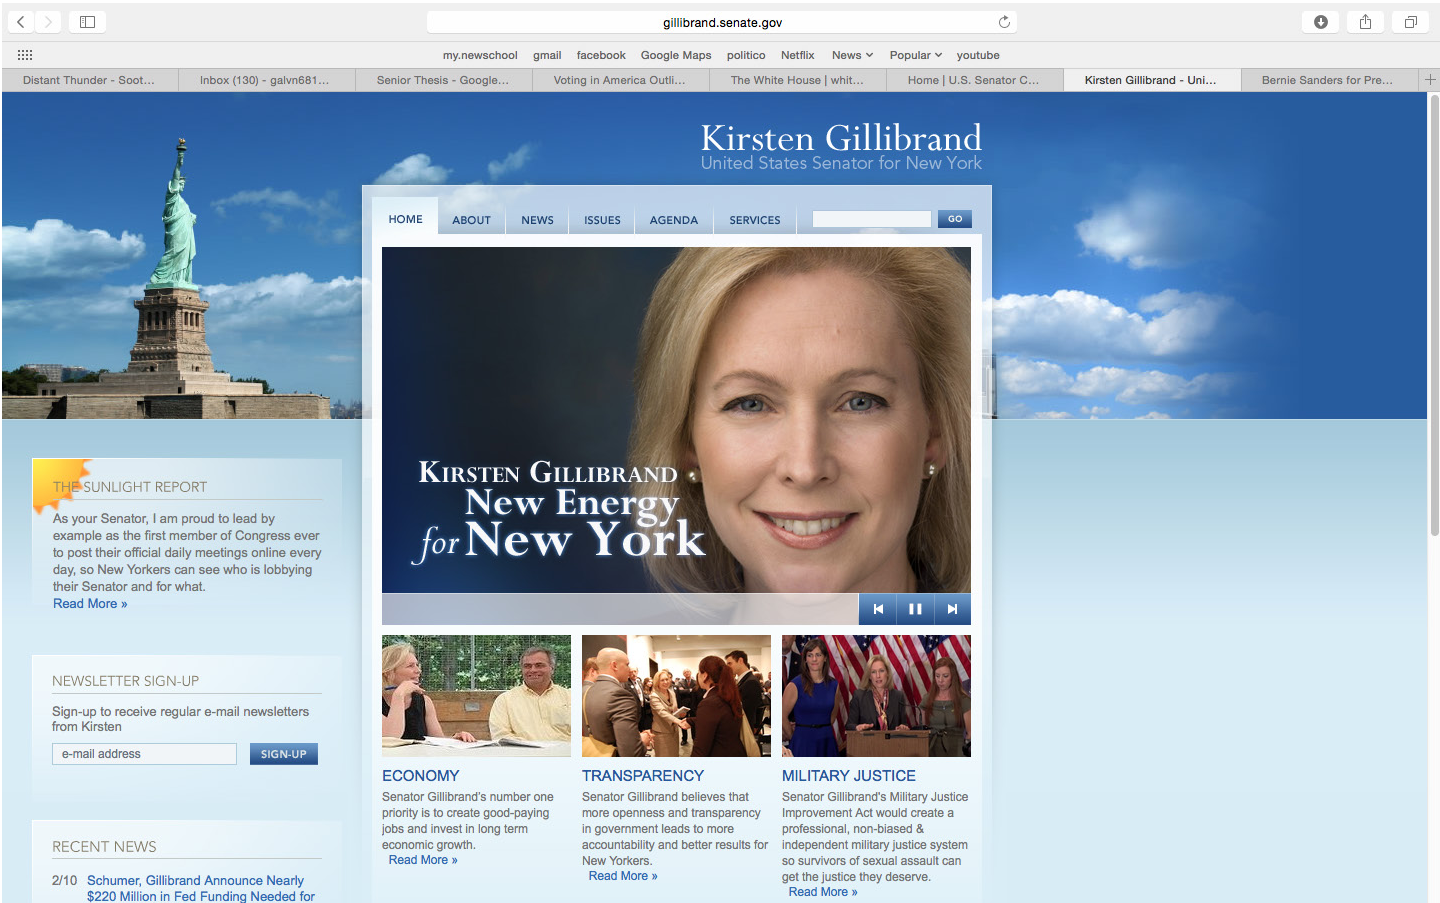 gillibrand.senate.gov
my.newschool gmail facebook Google Maps politico Netflix News Popular youtube
Distant Thunder - Soot... Inbox (130) - galvn681... Senior Thesis - Google... Voting in America Outli... The White House | whit... Home | U.S. Senator C... Kirsten Gillibrand - Uni... Bernie Sanders for Pre...
Kirsten Gillibrand
United States Senator for New York
HOME ABOUT NEWS ISSUES AGENDA SERVICES GO
KIRSTEN GILLIBRAND
New Energy
for New York
THE SUNLIGHT REPORT
As your Senator, I am proud to lead by
example as the first member of Congress ever
to post their official daily meetings online every
day, so New Yorkers can see who is lobbying
their Senator and for what.
Read More »
NEWSLETTER SIGN-UP
Sign-up to receive regular e-mail newsletters
from Kirsten
e-mail address SIGN-UP
RECENT NEWS
2/10 Schumer, Gillibrand Announce Nearly
$220 Million in Fed Funding Needed for
ECONOMY
Senator Gillibrand's number one
priority is to create good-paying
jobs and invest in long term
economic growth.
Read More »
TRANSPARENCY
Senator Gillibrand believes that
more openness and transparency
in government leads to more
accountability and better results for
New Yorkers.
Read More »
MILITARY JUSTICE
Senator Gillibrand's Military Justice
Improvement Act would create a
professional, non-biased &
independent military justice system
so survivors of sexual assault can
get the justice they deserve.
Read More »